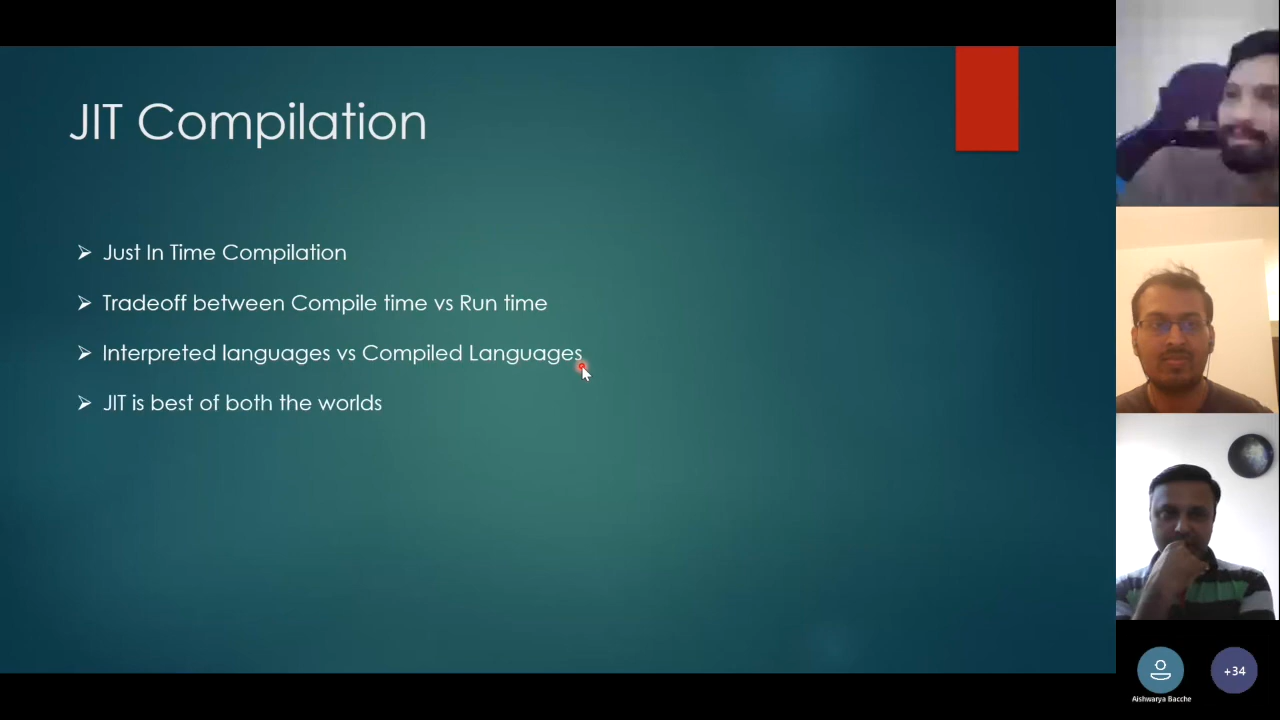 JIT Compilation
Just In Time Compilation
Tradeoff between Compile time vs Run time
Interpreted languages vs Compiled Languages
JIT is best of both the worlds
+34
Aishwarya Bacche